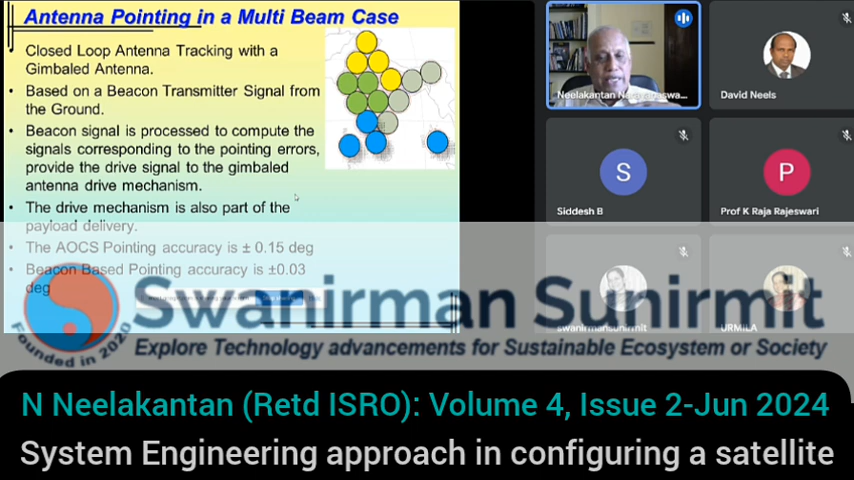 Antenna Pointing in a Multi Beam Case
Closed Loop Antenna Tracking with a
Gimbaled Antenna.
• Based on a Beacon Transmitter Signal from
the Ground.
• Beacon signal is processed to compute the
signals corresponding to the pointing errors,
provide the drive signal to the gimbaled
antenna drive mechanism.
• The drive mechanism is also part of the
payload delivery.
• The AOCS Pointing accuracy is ± 0.15 deg
• Beacon Based Pointing accuracy is ±0.03
deg
Neelakantan
David Neels
S
Siddesh B
P
Prof K Raja Rajeswari
swanirmansunirmit
URMILA
Swanirman Sunirmit
Explore Technology advancements for Sustainable Ecosystem or Society
Founded in 2020
N Neelakantan (Retd ISRO): Volume 4, Issue 2-Jun 2024
System Engineering approach in configuring a satellite